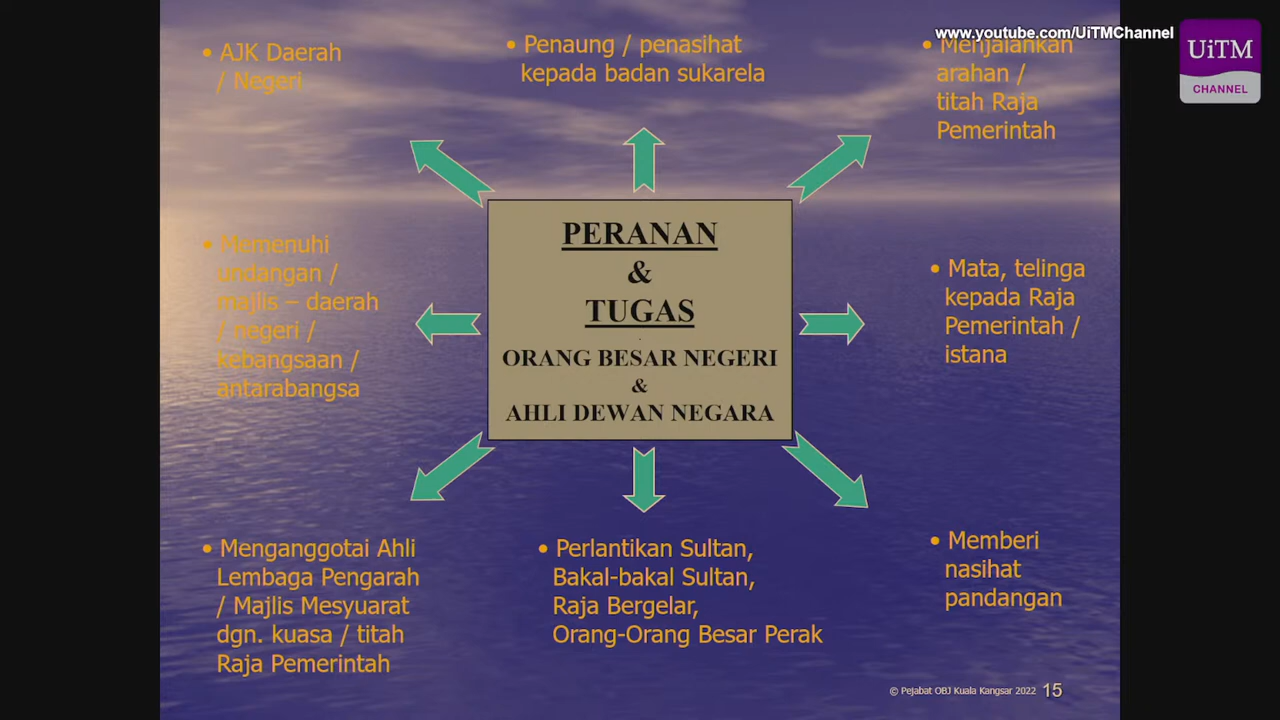 www.youtube.com/UiTMChannel
UiTM
CHANNEL
• AJK Daerah
/ Negeri
• Penaung / penasihat
kepada badan sukarela
• Menjalankan
arahan /
titah Raja
Pemerintah
• Memenuhi
undangan /
majlis – daerah
/ negeri /
kebangsaan /
antarabangsa
PERANAN
&
TUGAS
ORANG BESAR NEGERI
&
AHLI DEWAN NEGARA
• Mata, telinga
kepada Raja
Pemerintah /
istana
• Menganggotai Ahli
Lembaga Pengarah
/ Majlis Mesyuarat
dgn. kuasa / titah
Raja Pemerintah
• Perlantikan Sultan,
Bakal-bakal Sultan,
Raja Bergelar,
Orang-Orang Besar Perak
• Memberi
nasihat
pandangan
© Pejabat OBJ Kuala Kangsar 2022 15